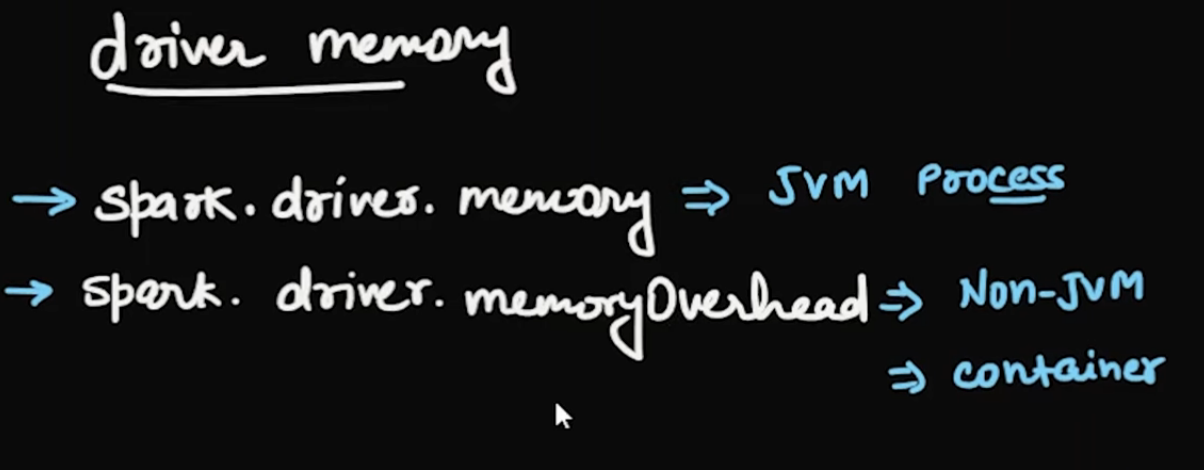 driver memory
→ spark. driver. memory ⇒ JVM Process
→ spark. driver. memoryOverhead ⇒ Non-JVM
⇒ container